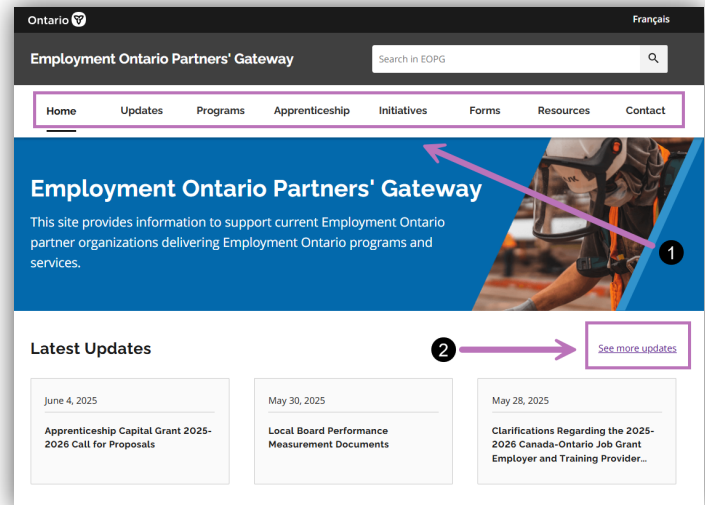 Ontario
Français
Employment Ontario Partners' Gateway
Search in EOPG
Home Updates Programs Apprenticeship Initiatives Forms Resources Contact
Employment Ontario Partners' Gateway
This site provides information to support current Employment Ontario
partner organizations delivering Employment Ontario programs and
services.
1
Latest Updates
2
See more updates
June 4, 2025
Apprenticeship Capital Grant 2025-
2026 Call for Proposals
May 30, 2025
Local Board Performance
Measurement Documents
May 28, 2025
Clarifications Regarding the 2025-
2026 Canada-Ontario Job Grant
Employer and Training Provider...